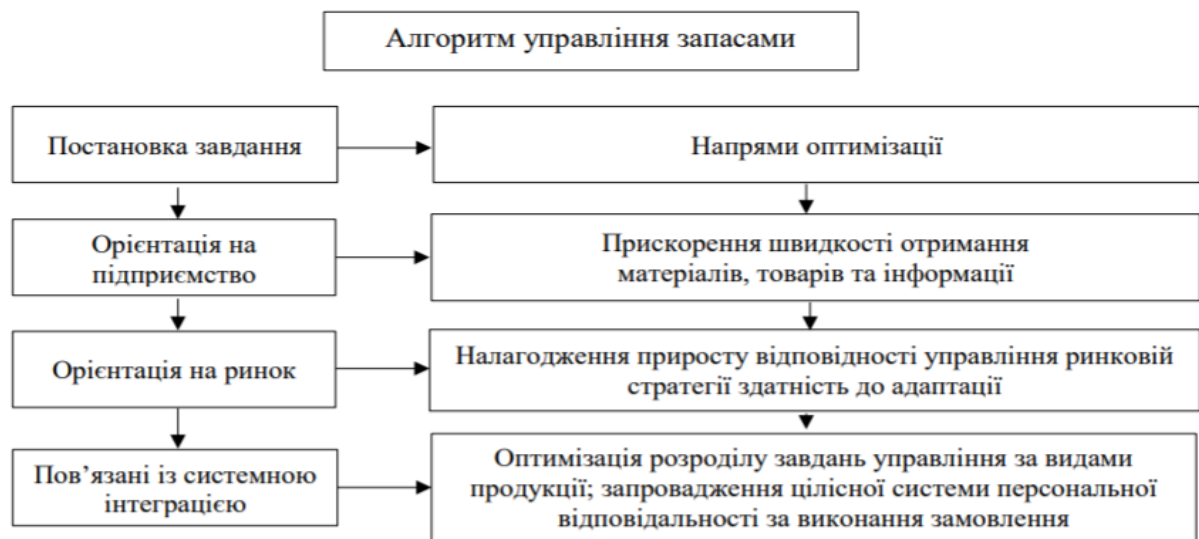 Алгоритм управління запасами
Постановка завдання
Напрями оптимізації
Орієнтація на
підприємство
Прискорення швидкості отримання
матеріалів, товарів та інформації
Орієнтація на ринок
Налагодження приросту відповідності управління ринковій
стратегії здатність до адаптації
Пов’язані із системною
інтеграцією
Оптимізація розроділу завдань управління за видами
продукції; запровадження цілісної системи персональної
відповідальності за виконання замовлення